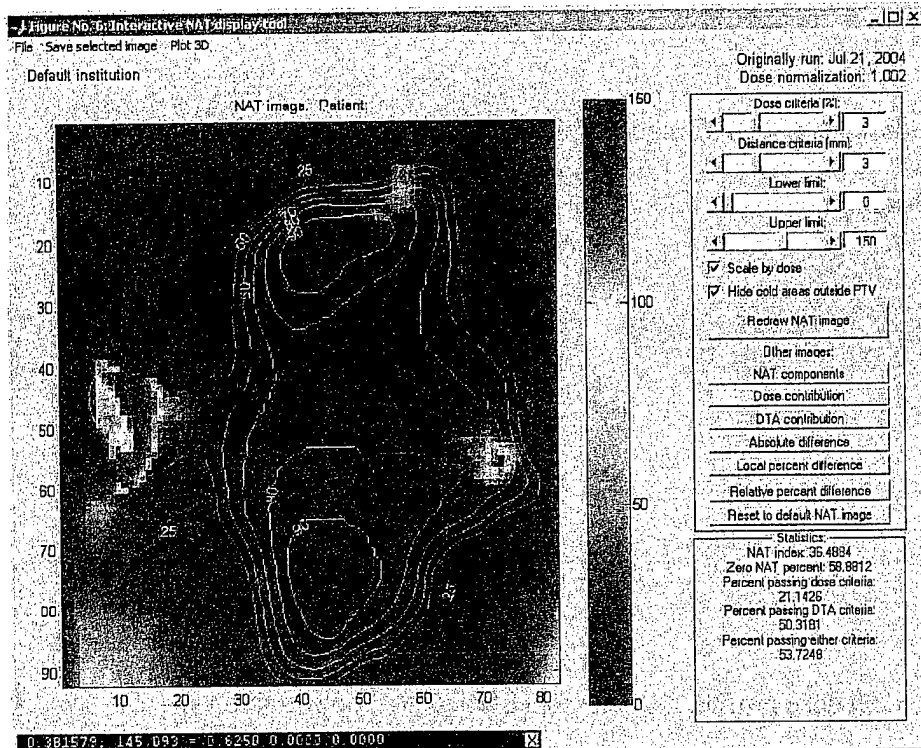 Figure No. 6: Interactive NAT display tool
File Save selected image Plot 3D
Default institution
Originally run: Jul 21, 2004
Dose normalization: 1.002
NAT image. Patient:
10
20
30
40
50
60
70
80
90
10 20 30 40 50 60 70 80
25
25
150
100
50
0
Dose criteria [%]:
3
Distance criteria [mm]:
3
Lower limit:
0
Upper limit:
150
Scale by dose
Hide cold areas outside PTV
Redraw NAT image
Other images:
NAT components
Dose contribution
DTA contribution
Absolute difference
Local percent difference
Relative percent difference
Reset to default NAT image
Statistics:
NAT index: 36.4884
Zero NAT percent: 58.8812
Percent passing dose criteria:
21.1426
Percent passing DTA criteria:
50.3181
Percent passing either criteria:
53.7248
0.381579, 145.093 = 0.6250 0.0000 0.0000